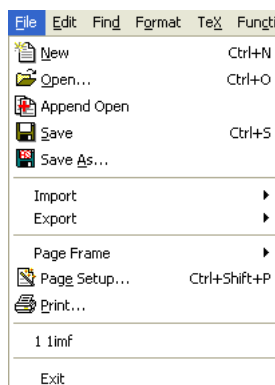 File Edit Find Format TeX Functi
New Ctrl+N
Open... Ctrl+O
Append Open
Save Ctrl+S
Save As...
Import
Export
Page Frame
Page Setup... Ctrl+Shift+P
Print...
1 1imf
Exit